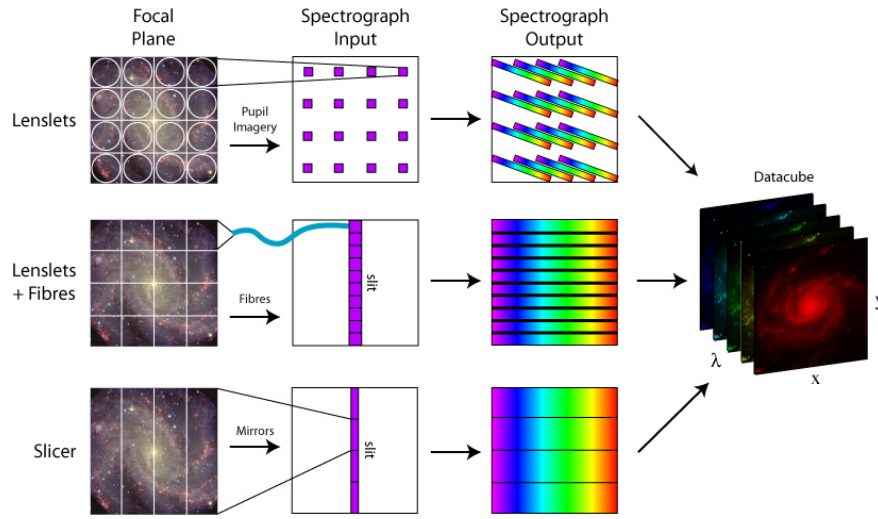 Focal
Plane
Spectrograph
Input
Spectrograph
Output
Lenslets
Pupil
Imagery
Datacube
Lenslets
+ Fibres
Fibres
slit
y
λ
x
Slicer
Mirrors
slit